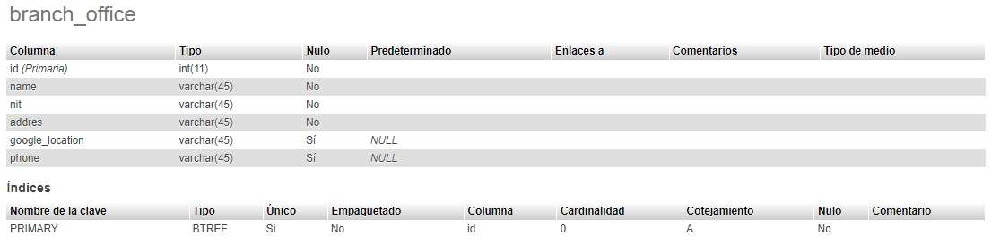 branch_office
Columna Tipo Nulo Predeterminado Enlaces a Comentarios Tipo de medio
id (Primaria) int(11) No
name varchar(45) No
nit varchar(45) No
addres varchar(45) No
google_location varchar(45) Sí NULL
phone varchar(45) Sí NULL
Índices
Nombre de la clave Tipo Único Empaquetado Columna Cardinalidad Cotejamiento Nulo Comentario
PRIMARY BTREE Sí No id 0 A No